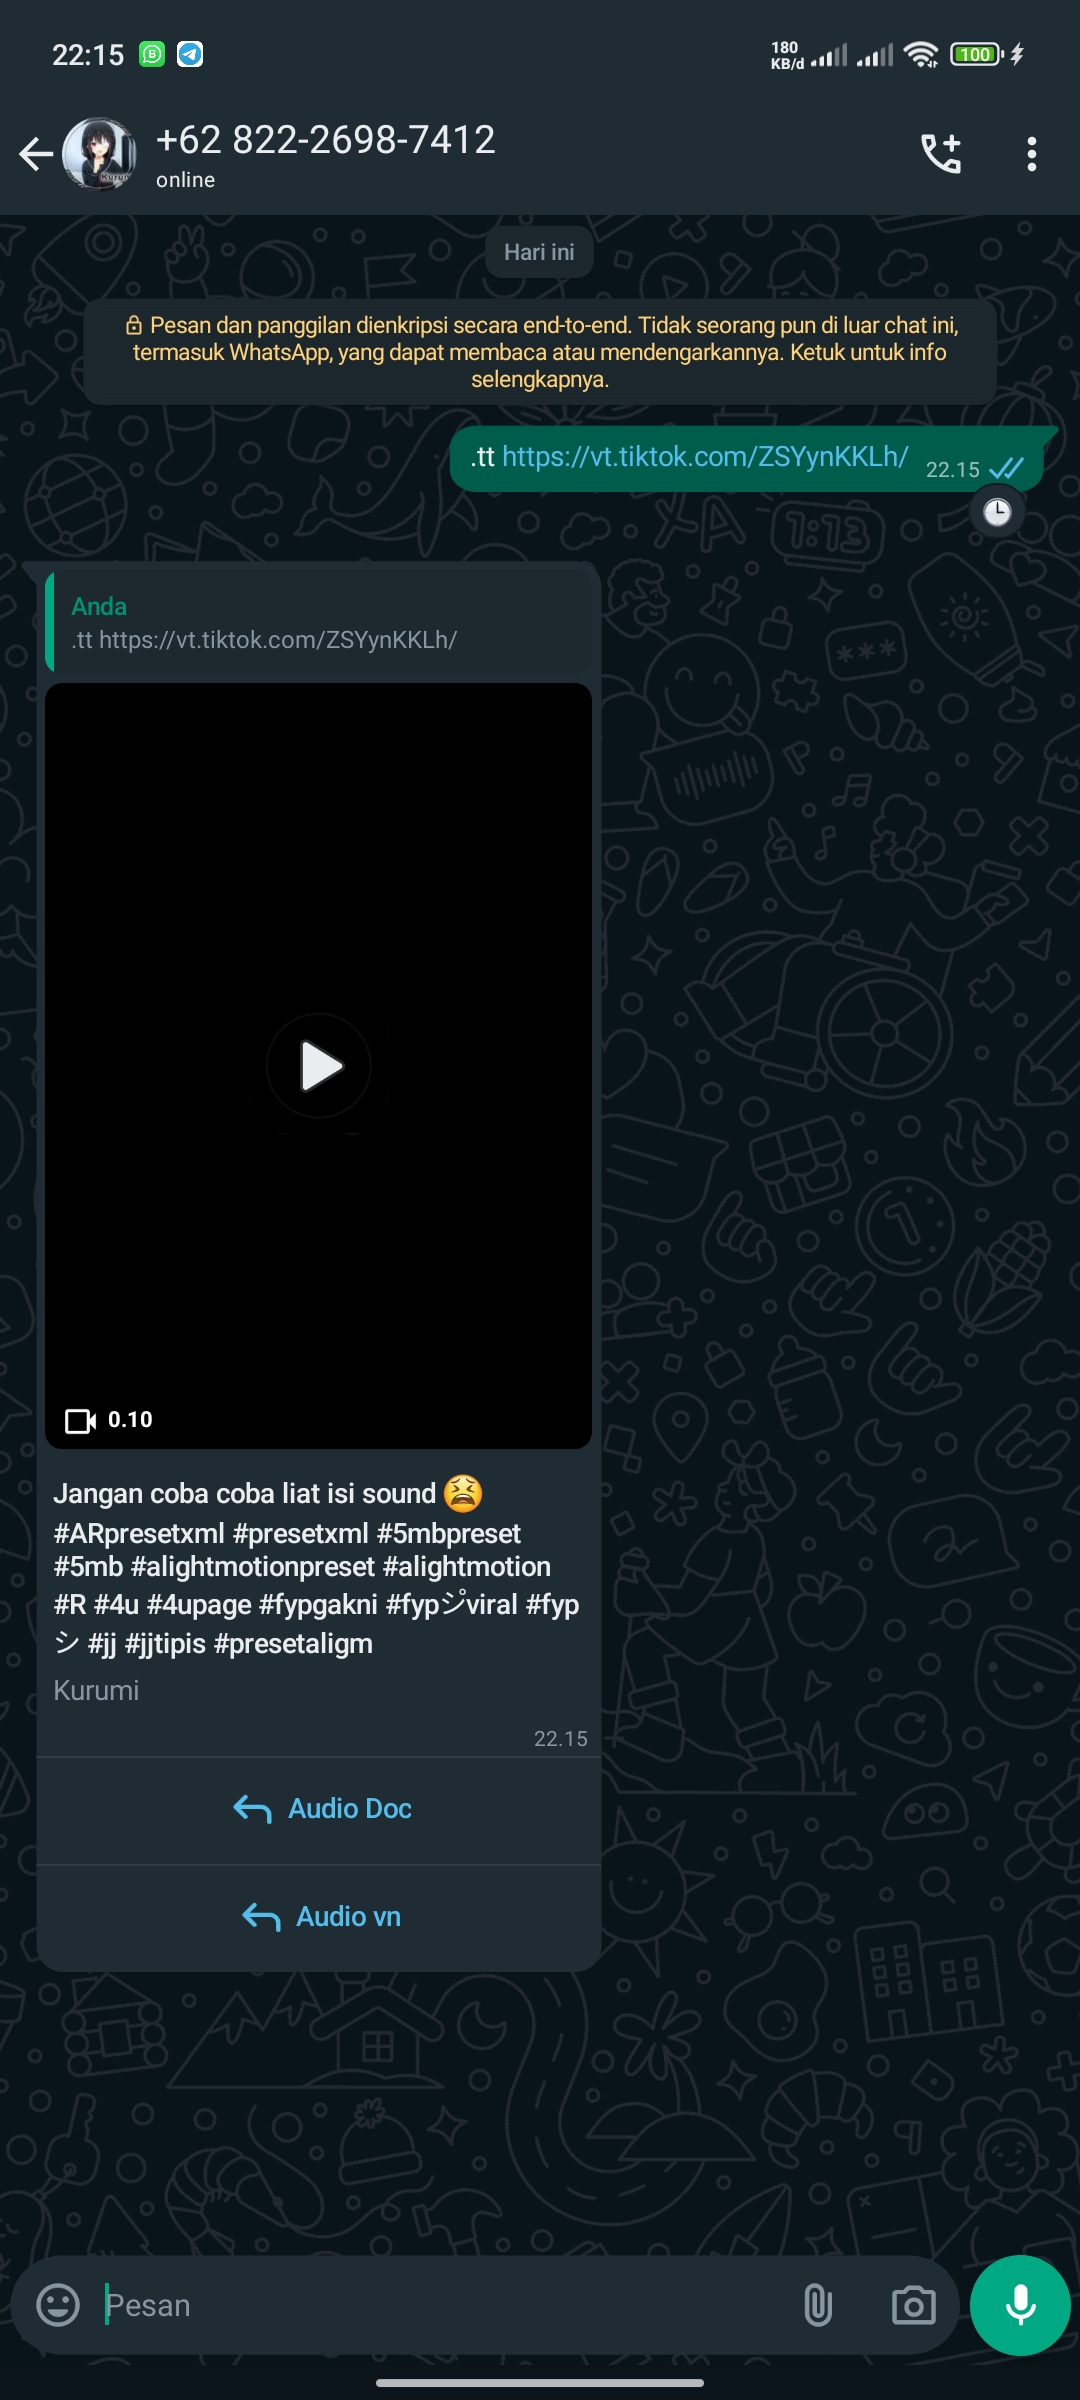 22:15
180
KB/d
100
+62 822-2698-7412
online
Kurumi
Hari ini
Pesan dan panggilan dienkripsi secara end-to-end. Tidak seorang pun di luar chat ini,
termasuk WhatsApp, yang dapat membaca atau mendengarkannya. Ketuk untuk info
selengkapnya.
.tt https://vt.tiktok.com/ZSYynKKLh/
22.15
Anda
.tt https://vt.tiktok.com/ZSYynKKLh/
0.10
Jangan coba coba liat isi sound 😫
#ARpresetxml #presetxml #5mbpreset
#5mb #alightmotionpreset #alightmotion
#R #4u #4upage #fypgakni #fypジviral #fyp
シ #jj #jjtipis #presetaligm
Kurumi
22.15
Audio Doc
Audio vn
Pesan